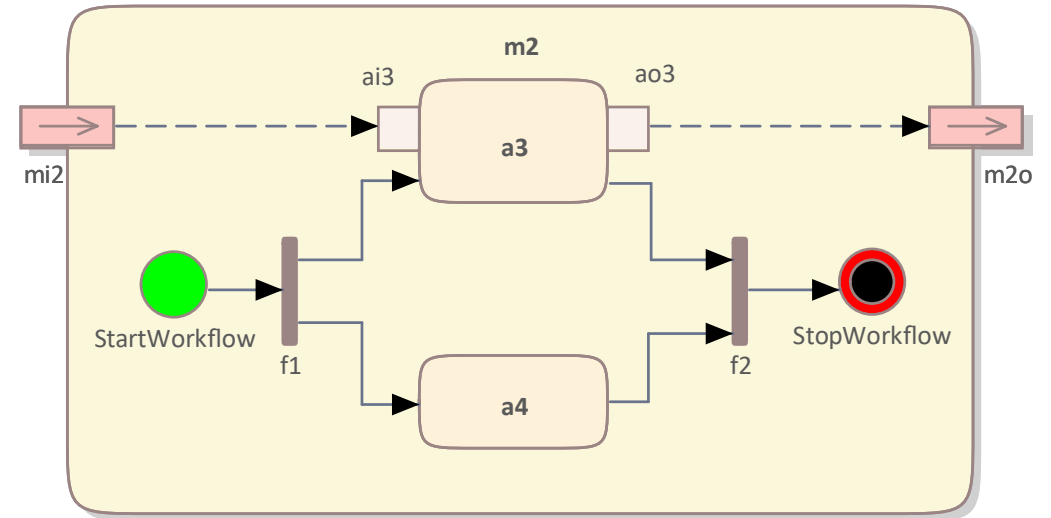 m2
ai3
ao3
a3
mi2
m2o
StartWorkflow
f1
f2
StopWorkflow
a4